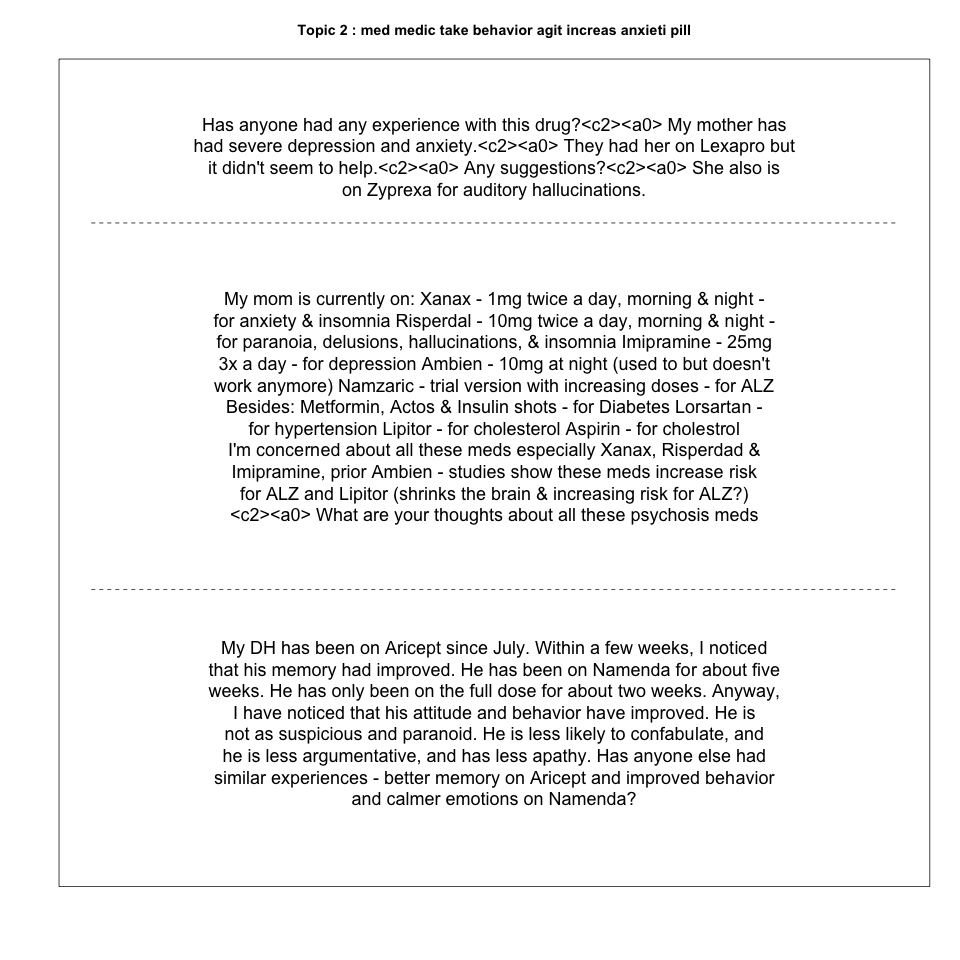 Topic 2 : med medic take behavior agit increas anxieti pill
Has anyone had any experience with this drug?<c2><a0> My mother has
had severe depression and anxiety.<c2><a0> They had her on Lexapro but
it didn't seem to help.<c2><a0> Any suggestions?<c2><a0> She also is
on Zyprexa for auditory hallucinations.
My mom is currently on: Xanax - 1mg twice a day, morning & night -
for anxiety & insomnia Risperdal - 10mg twice a day, morning & night -
for paranoia, delusions, hallucinations, & insomnia Imipramine - 25mg
3x a day - for depression Ambien - 10mg at night (used to but doesn't
work anymore) Namzaric - trial version with increasing doses - for ALZ
Besides: Metformin, Actos & Insulin shots - for Diabetes Lorsartan -
for hypertension Lipitor - for cholesterol Aspirin - for cholestrol
I'm concerned about all these meds especially Xanax, Risperdad &
Imipramine, prior Ambien - studies show these meds increase risk
for ALZ and Lipitor (shrinks the brain & increasing risk for ALZ?)
<c2><a0> What are your thoughts about all these psychosis meds
My DH has been on Aricept since July. Within a few weeks, I noticed
that his memory had improved. He has been on Namenda for about five
weeks. He has only been on the full dose for about two weeks. Anyway,
I have noticed that his attitude and behavior have improved. He is
not as suspicious and paranoid. He is less likely to confabulate, and
he is less argumentative, and has less apathy. Has anyone else had
similar experiences - better memory on Aricept and improved behavior
and calmer emotions on Namenda?